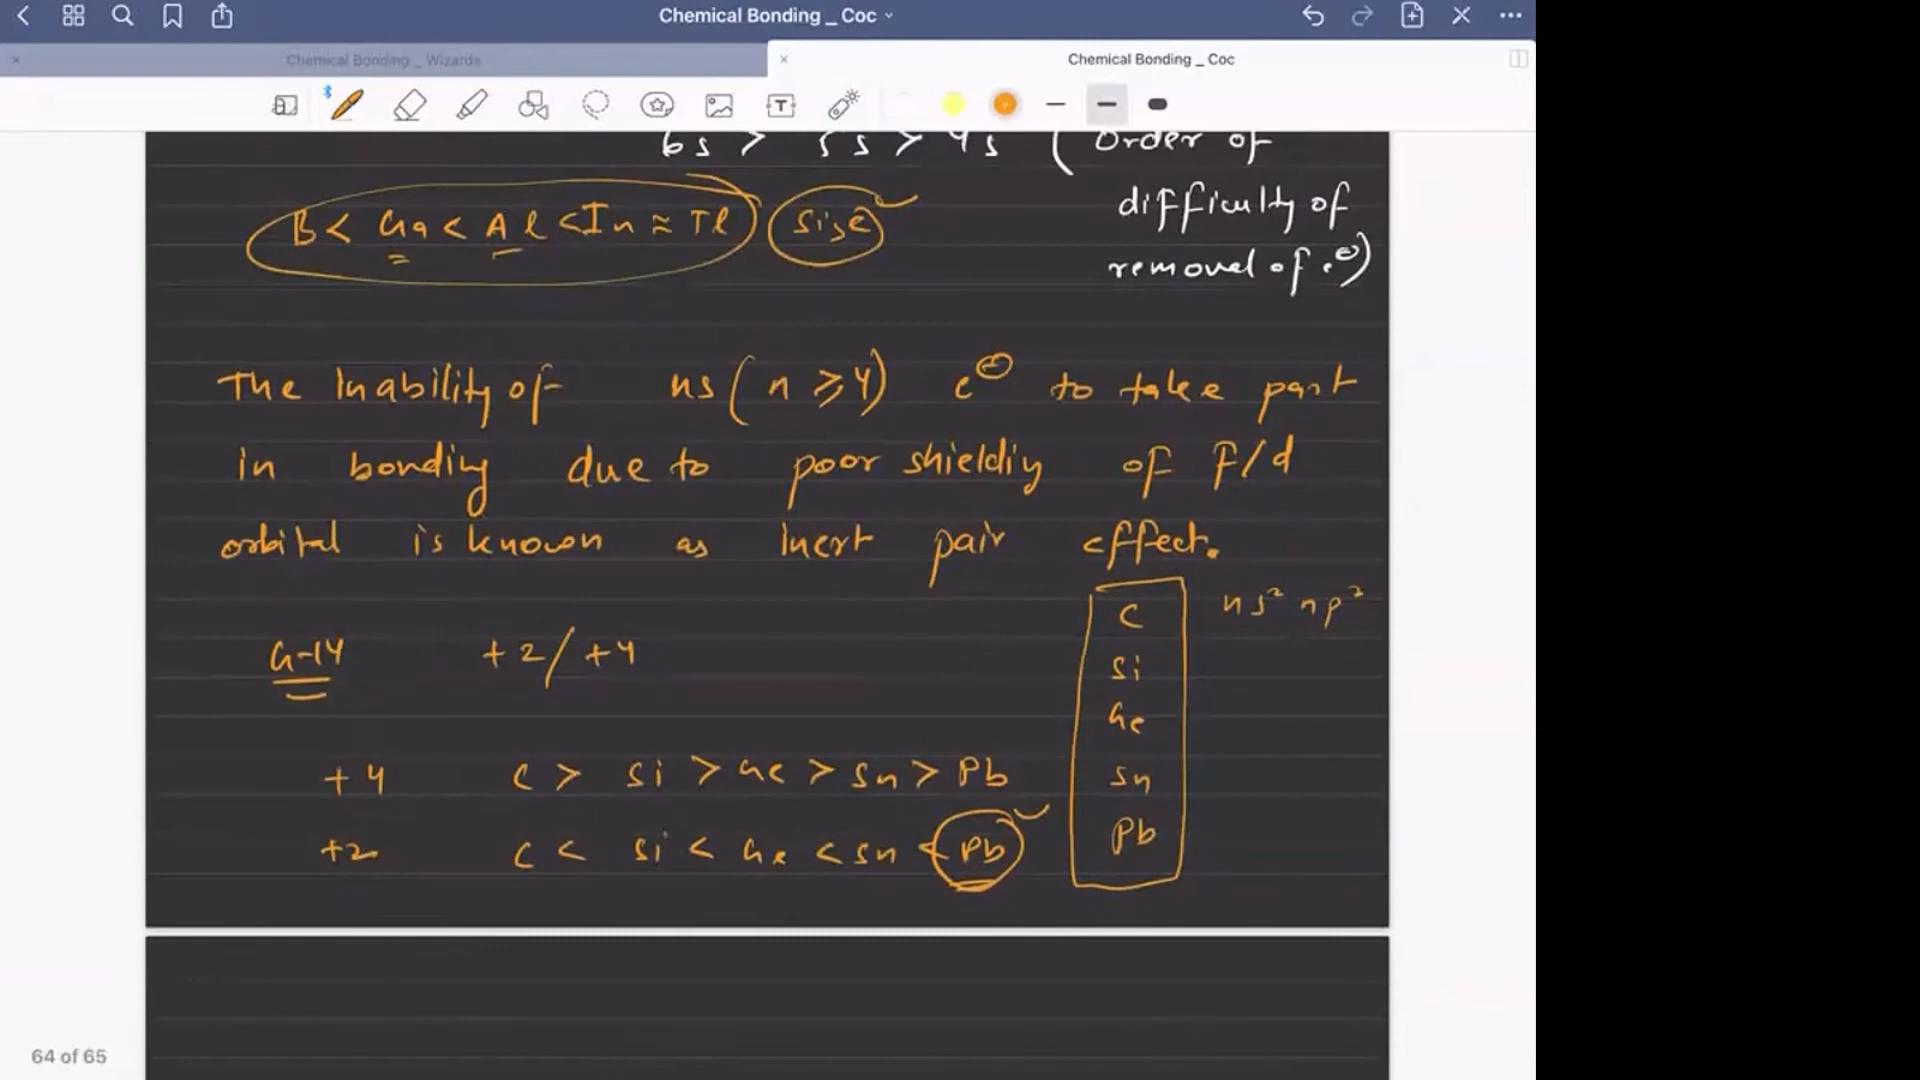 Chemical Bonding _ Coc
Chemical Bonding _ Wizards
Chemical Bonding _ Coc
6s > 5s > 4s ( Order of
difficulty of
removal of e⊖)
B < Ga < Al < In ≈ Tl Size
The Inability of ns ( n ⩾ 4) e⊖ to take part
in bonding due to poor shieldiy of F/d
orbital is known as inert pair effect.
C ns² np²
Si
Ge
Sn
Pb
G-14 +2/+4
+4 C > Si > Ge > Sn > Pb
+2 C < Si < Ge < Sn < Pb
64 of 65